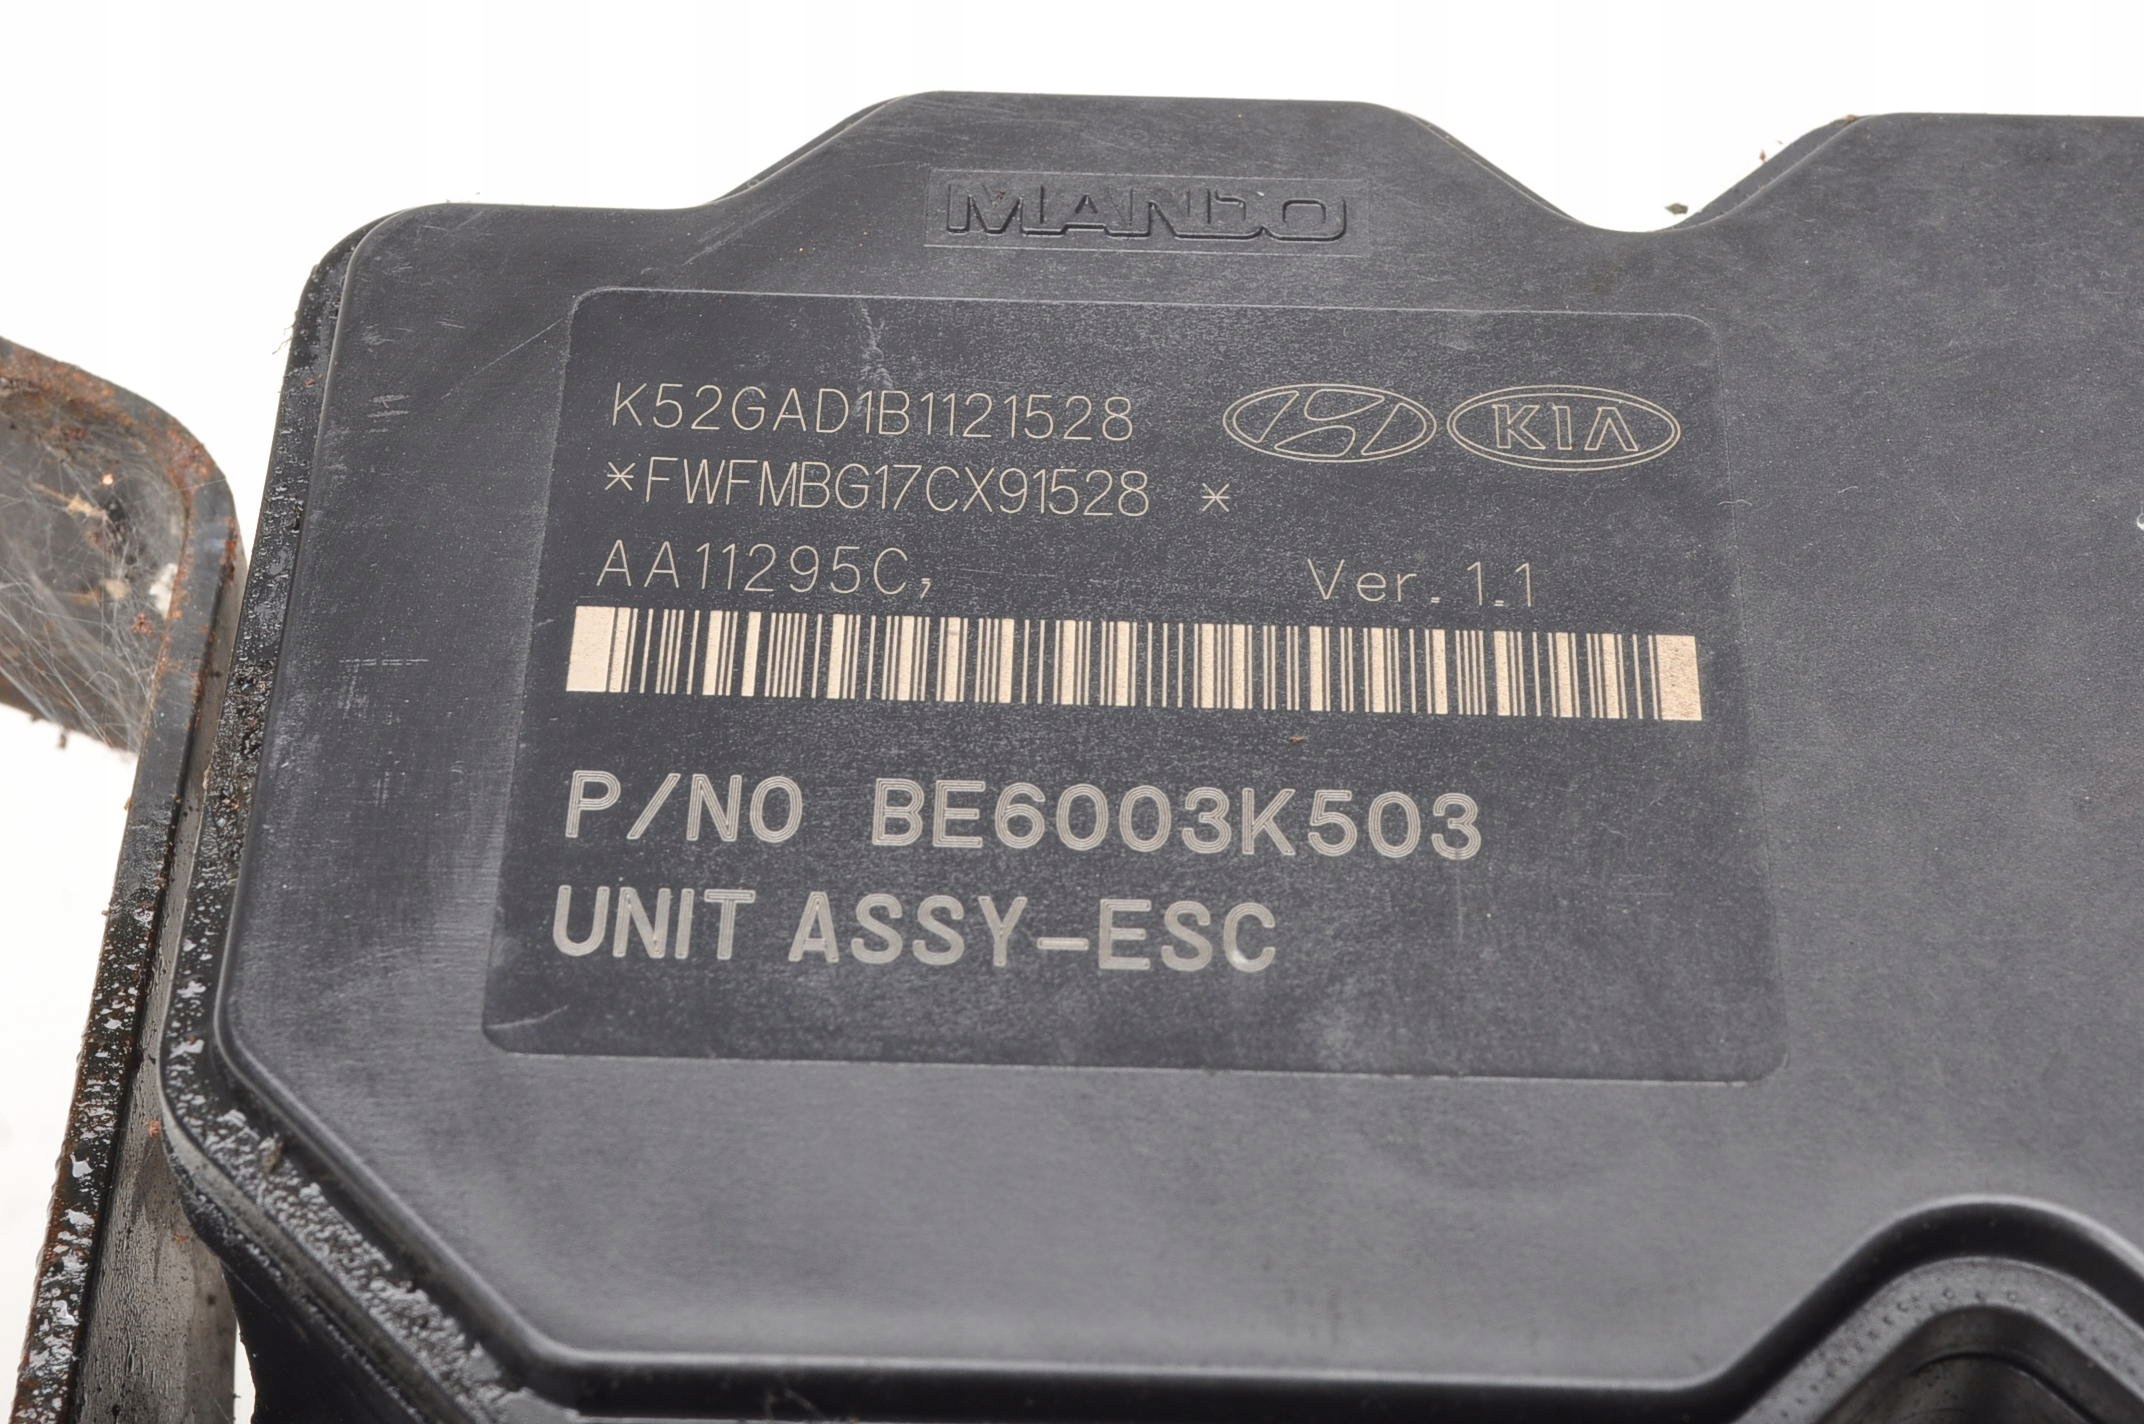 MANDO
K52GAD1B1121528 KIA
*FWFMBG17CX91528 *
AA11295C, Ver. 1.1
P/NO BE6003K503
UNIT ASSY-ESC